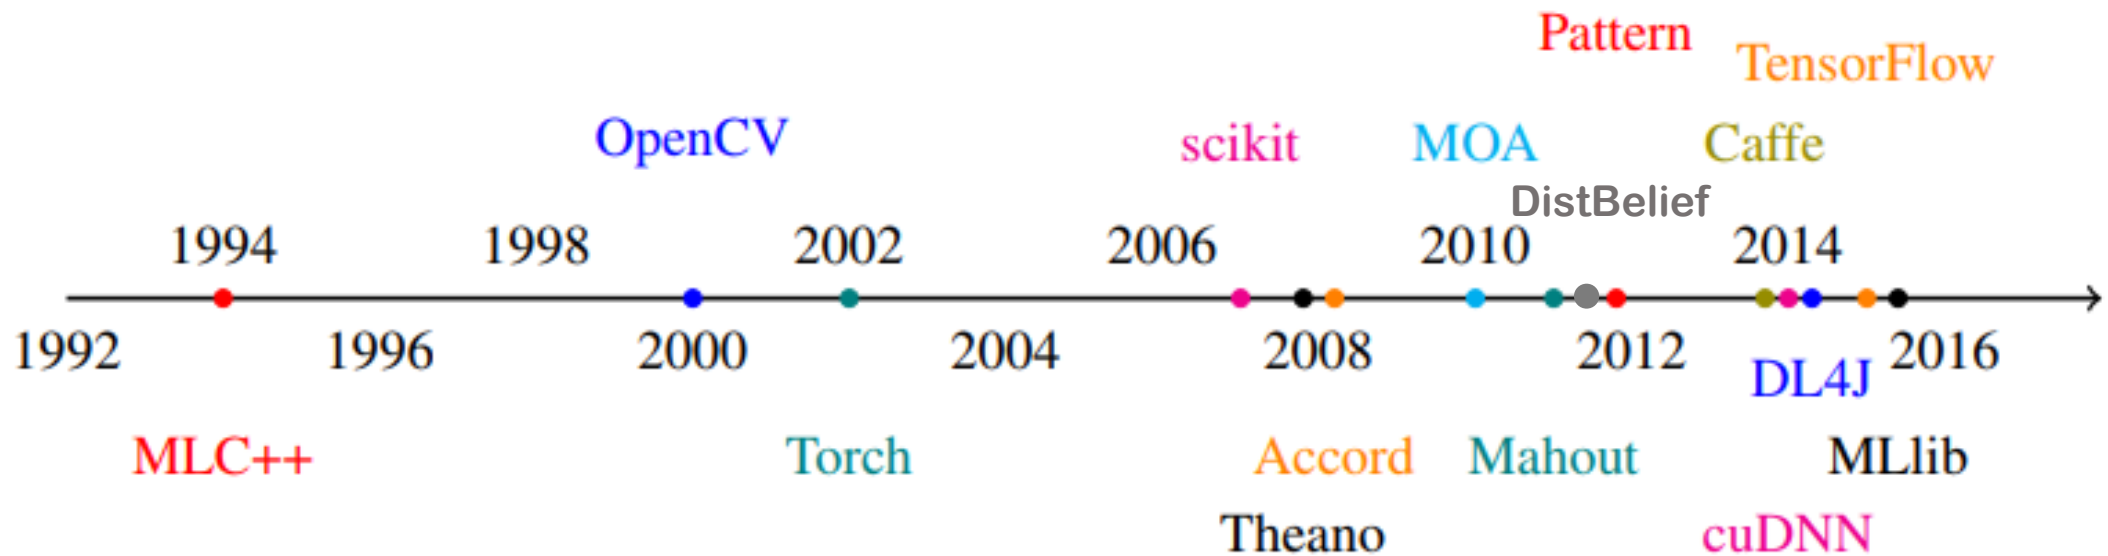 Pattern
TensorFlow
OpenCV scikit MOA Caffe
DistBelief
1994 1998 2002 2006 2010 2014
1992 1996 2000 2004 2008 2012 2016
DL4J
MLC++ Torch Accord Mahout MLlib
Theano cuDNN